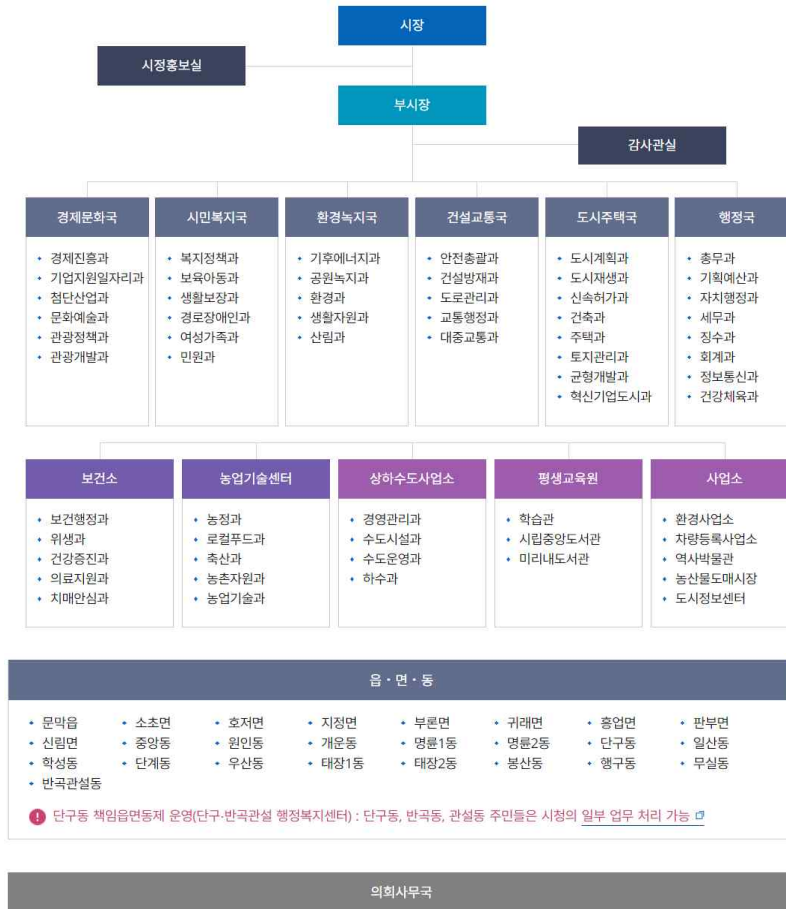 시장
시정홍보실
부시장
감사관실
경제문화국
경제진흥과
기업지원일자리과
첨단산업과
문화예술과
관광정책과
관광개발과
시민복지국
복지정책과
보육아동과
생활보장과
경로장애인과
여성가족과
민원과
환경녹지국
기후에너지과
공원녹지과
환경과
생활자원과
산림과
건설교통국
안전총괄과
건설방재과
도로관리과
교통행정과
대중교통과
도시주택국
도시계획과
도시재생과
신속허가과
건축과
주택과
토지관리과
균형개발과
혁신기업도시과
행정국
총무과
기획예산과
자치행정과
세무과
징수과
회계과
정보통신과
건강체육과
보건소
보건행정과
위생과
건강증진과
의료지원과
치매안심과
농업기술센터
농정과
로컬푸드과
축산과
농촌자원과
농업기술과
상하수도사업소
경영관리과
수도시설과
수도운영과
하수과
평생교육원
학습관
시립중앙도서관
미리내도서관
사업소
환경사업소
차량등록사업소
역사박물관
농산물도매시장
도시정보센터
읍·면·동
문막읍 소초면 호저면 지정면 부론면 귀래면 흥업면 판부면
신림면 중앙동 원인동 개운동 명륜1동 명륜2동 단구동 일산동
학성동 단계동 우산동 태장1동 태장2동 봉산동 행구동 무실동
반곡관설동
단구동 책임읍면동제 운영(단구·반곡관설 행정복지센터) : 단구동, 반곡동, 관설동 주민들은 시청의 일부 업무 처리 가능
의회사무국